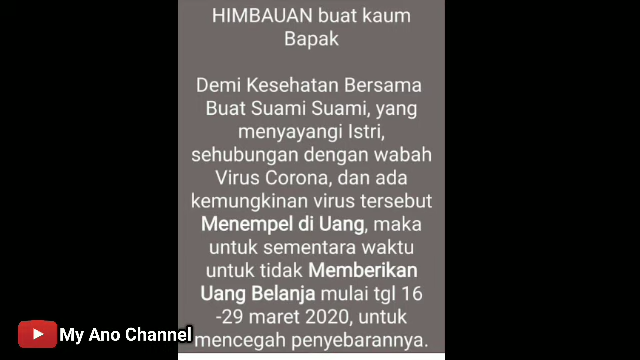 HIMBAUAN buat kaum
Bapak
Demi Kesehatan Bersama
Buat Suami Suami, yang
menyayangi Istri,
sehubungan dengan wabah
Virus Corona, dan ada
kemungkinan virus tersebut
Menempel di Uang, maka
untuk sementara waktu
untuk tidak Memberikan
Uang Belanja mulai tgl 16
-29 maret 2020, untuk
mencegah penyebarannya.
My Ano Channel